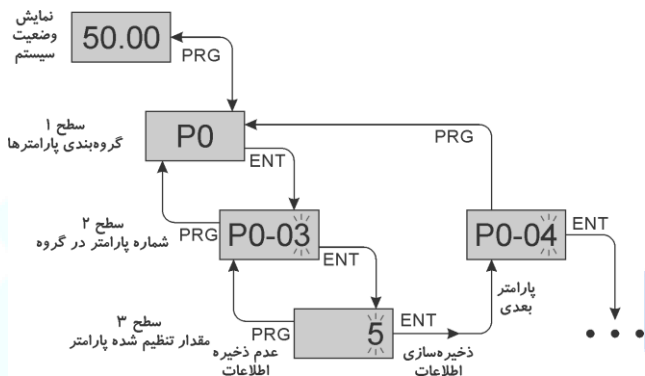 نمایش
وضعیت
سیستم
50.00
PRG
سطح ۱
گروه‌بندی پارامترها
P0
PRG
ENT
سطح ۲
شماره پارامتر در گروه
PRG
P0-03
ENT
P0-04
ENT
پارامتر
بعدی
سطح ۳
مقدار تنظیم شده پارامتر
PRG
عدم ذخیره
اطلاعات
5
ENT
ذخیره‌سازی
اطلاعات